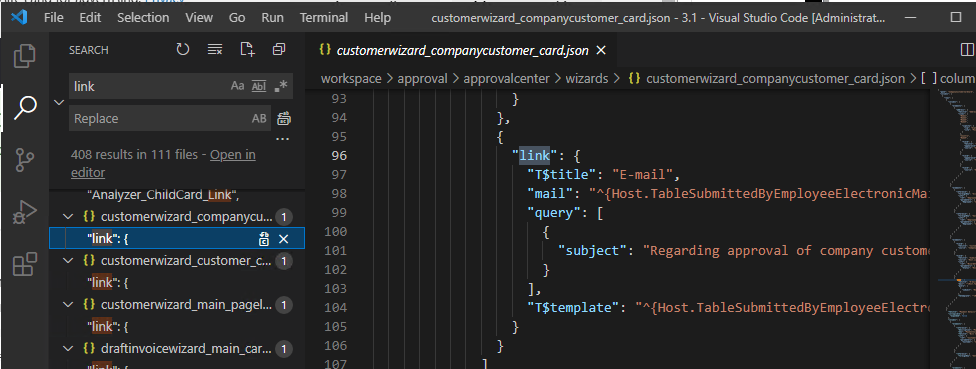 File Edit Selection View Go Run Terminal Help customerwizard_companycustomer_card.json - 3.1 - Visual Studio Code [Administrat...
SEARCH
link
Aa Abl .*
Replace
AB
408 results in 111 files - Open in
editor
"Analyzer_ChildCard_Link",
{} customerwizard_companycu... 1
"link": {
{} customerwizard_customer_c... 1
"link": {
{} customerwizard_main_pagel... 1
"link": {
{} draftinvoicewizard_main_car... 1
"link": {
{} customerwizard_companycustomer_card.json
workspace > approval > approvalcenter > wizards > {} customerwizard_companycustomer_card.json > [ ] colum
93 }
94 },
95 {
96 "link": {
97 "T$title": "E-mail",
98 "mail": "^{Host.TableSubmittedByEmployeeElectronicMai
99 "query": [
100 {
101 "subject": "Regarding approval of company custome
102 }
103 ],
104 "T$template": "^{Host.TableSubmittedByEmployeeElectro
105 }
106 }
107 ]